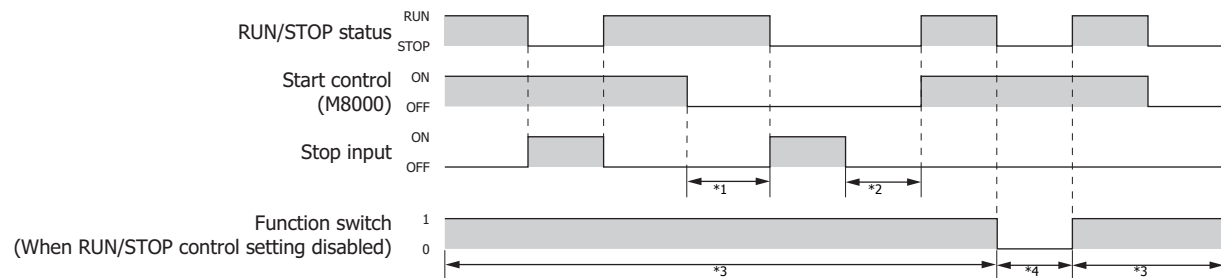 RUN/STOP status
RUN
STOP
Start control
(M8000)
ON
OFF
Stop input
ON
OFF
*1
*2
Function switch
(When RUN/STOP control setting disabled)
1
0
*3
*4
*3